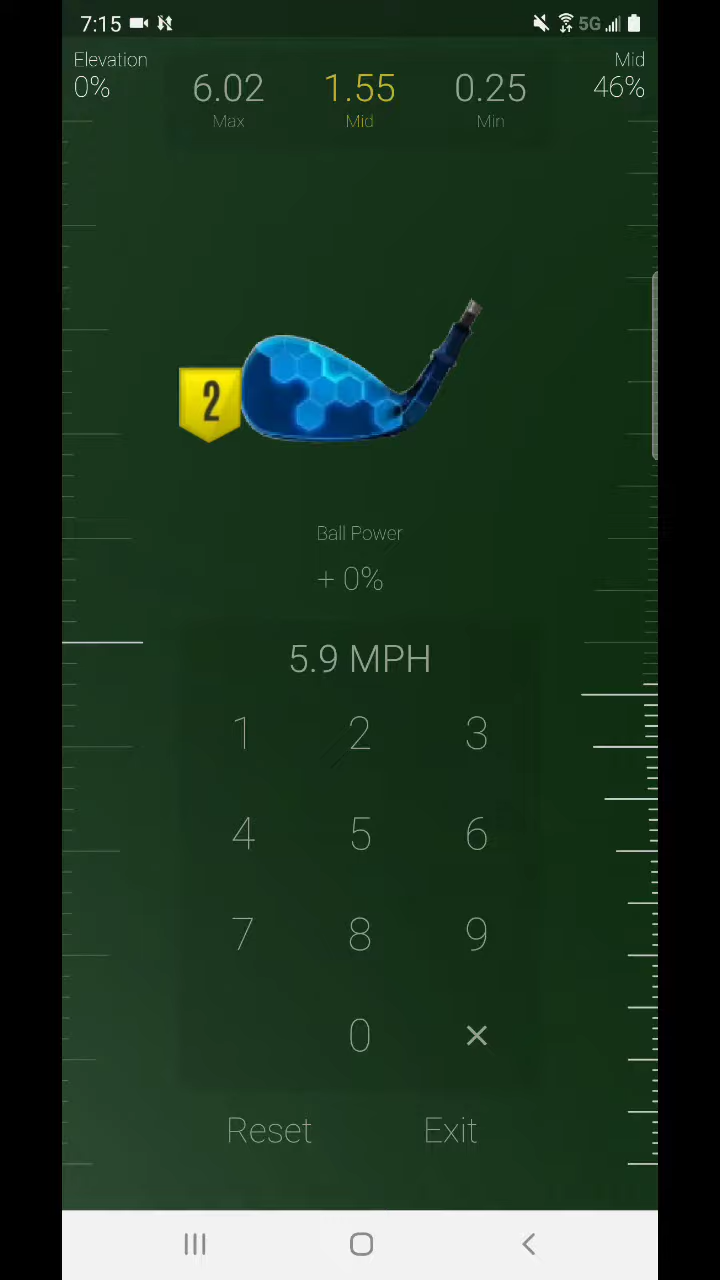 7:15 5G
Elevation Mid
0% 6.02 1.55 0.25 46%
Max Mid Min
2
Ball Power
+ 0%
5.9 MPH
1 2 3
4 5 6
7 8 9
0 ×
Reset Exit